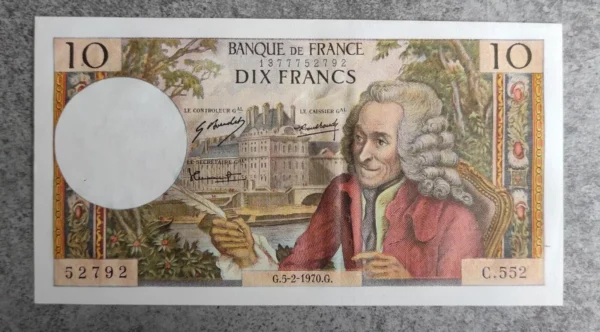 10 BANQUE DE FRANCE 10
1377752792
DIX FRANCS
LE CONTROLEUR GAL LE CAISSIER GAL
LE SECRETAIRE GAL
52792 G.5-2-1970.G. C.552